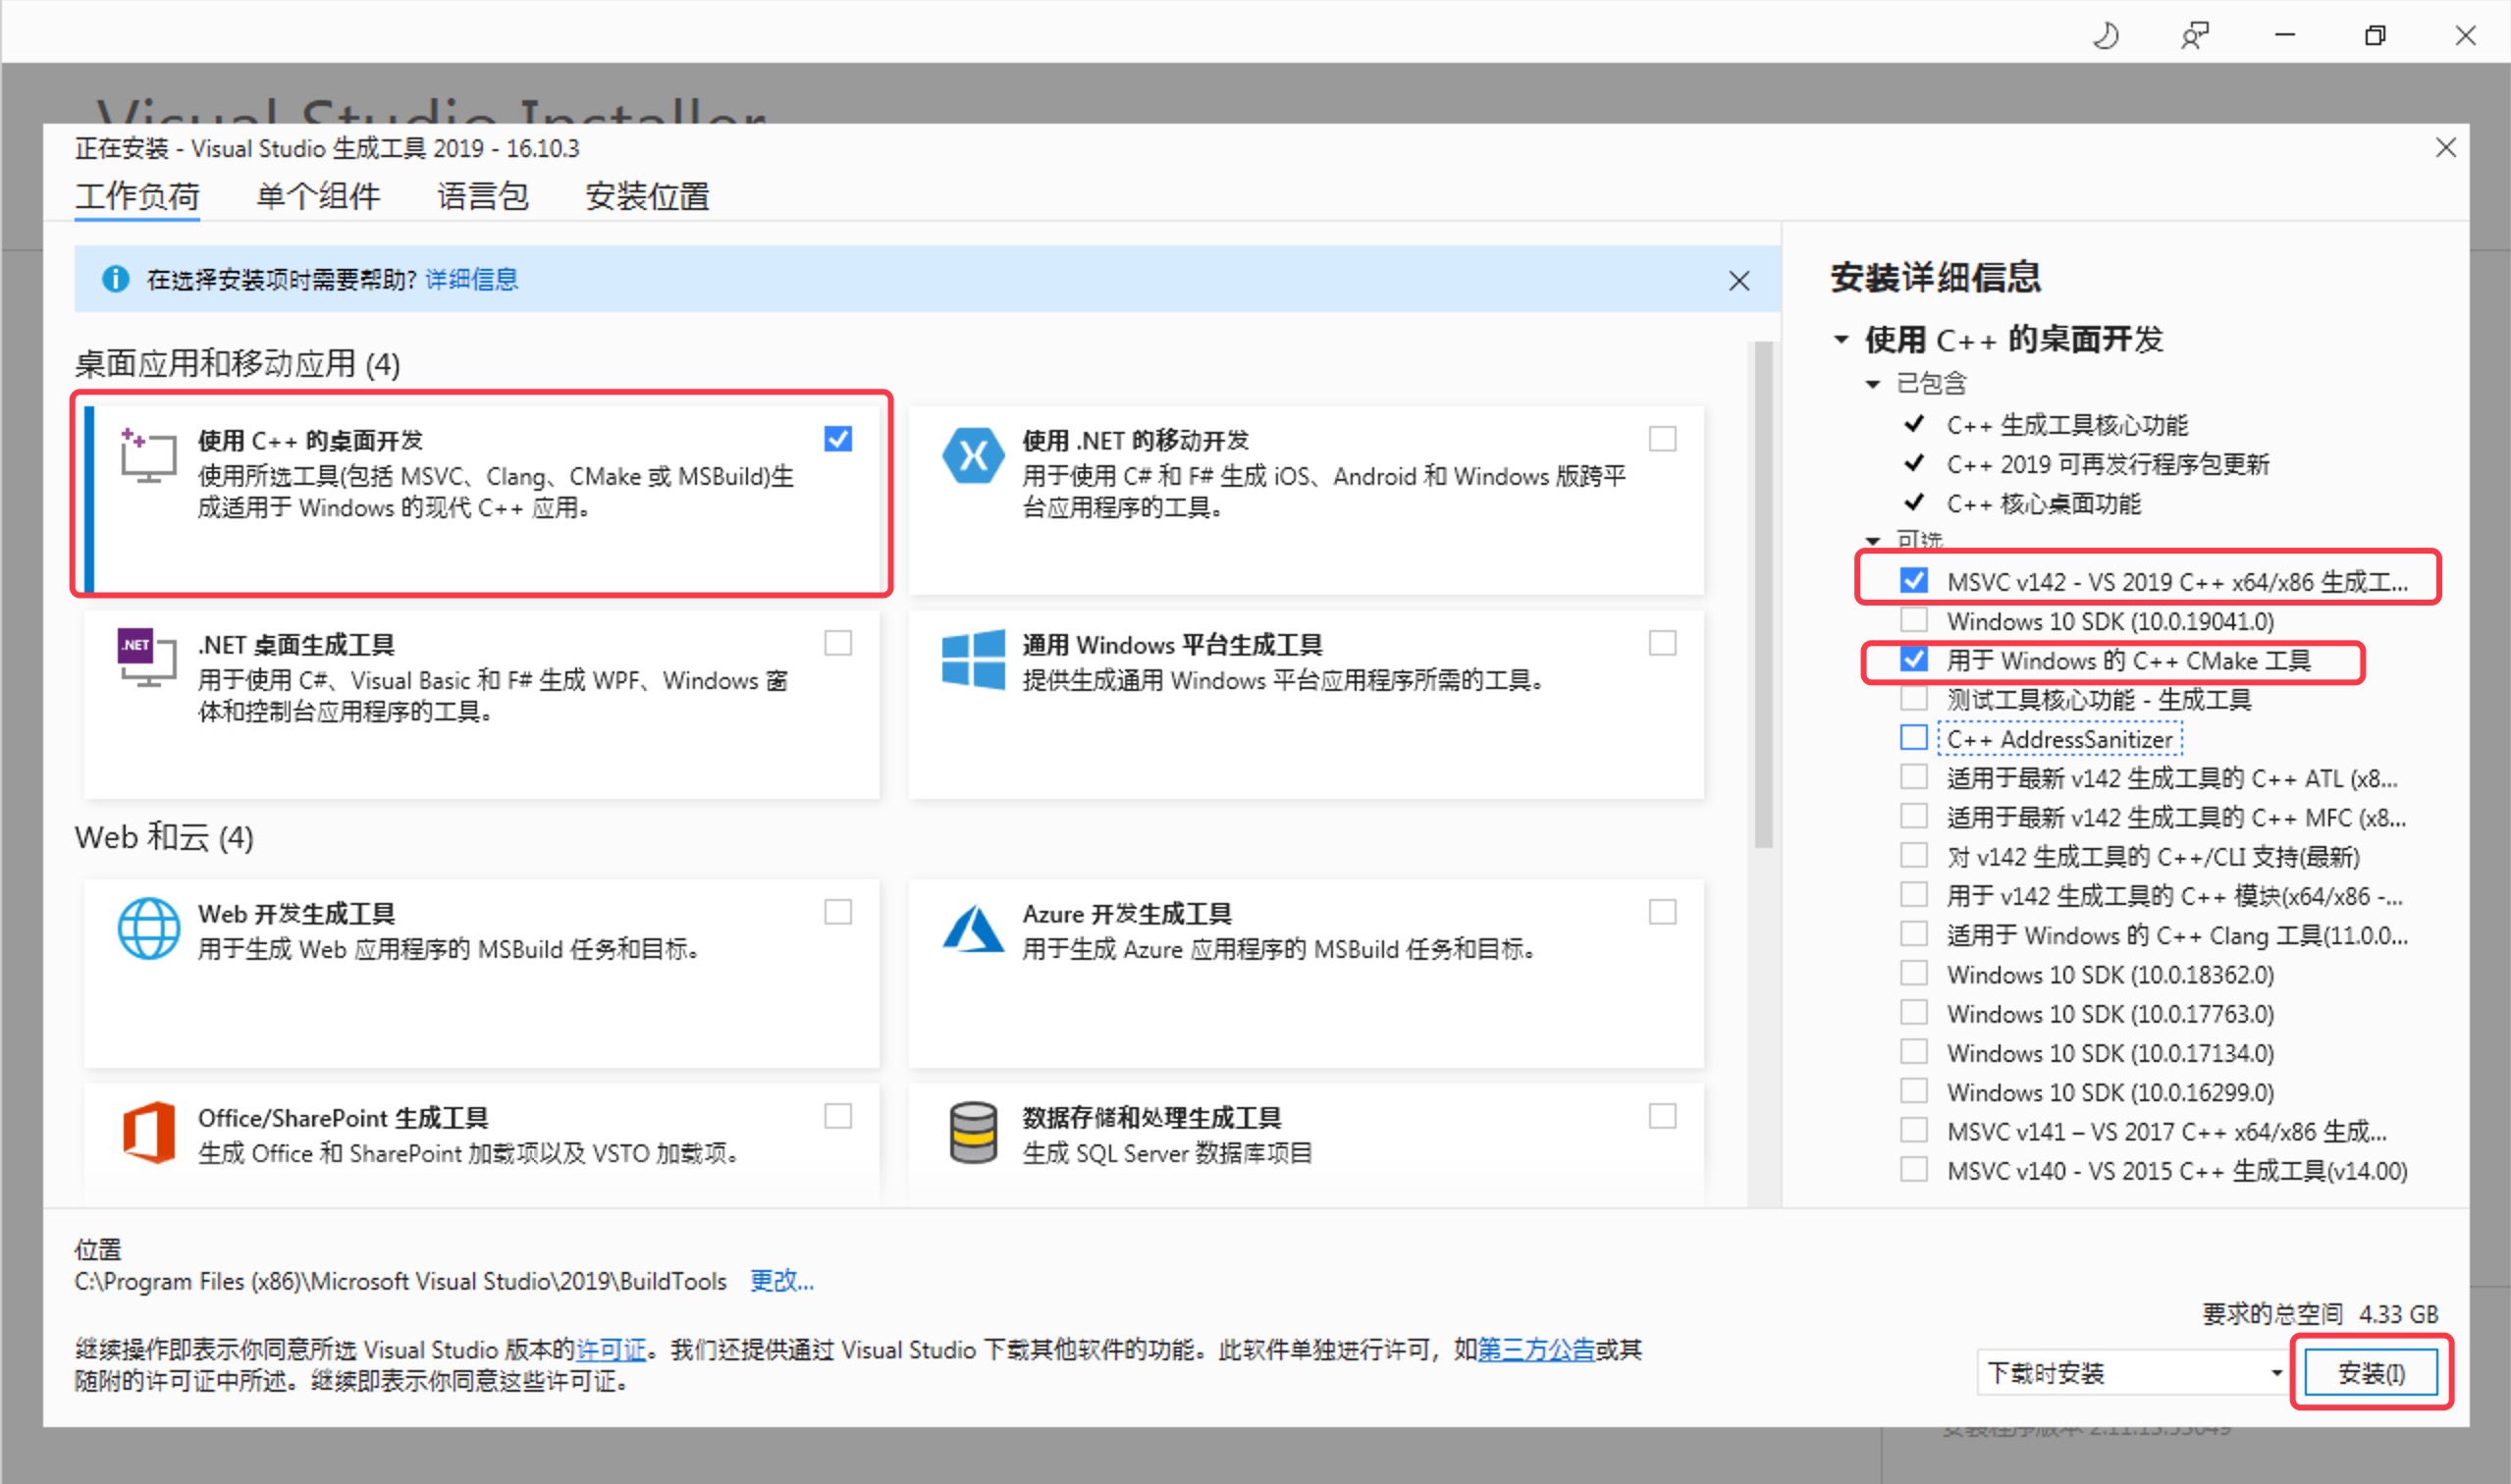 Visual Studio Installer
正在安装 - Visual Studio 生成工具 2019 - 16.10.3
工作负荷 单个组件 语言包 安装位置
在选择安装项时需要帮助? 详细信息
桌面应用和移动应用 (4)
使用 C++ 的桌面开发
使用所选工具(包括 MSVC、Clang、CMake 或 MSBuild)生
成适用于 Windows 的现代 C++ 应用。
使用 .NET 的移动开发
用于使用 C# 和 F# 生成 iOS、Android 和 Windows 版跨平
台应用程序的工具。
.NET
.NET 桌面生成工具
用于使用 C#、Visual Basic 和 F# 生成 WPF、Windows 窗
体和控制台应用程序的工具。
通用 Windows 平台生成工具
提供生成通用 Windows 平台应用程序所需的工具。
Web 和云 (4)
Web 开发生成工具
用于生成 Web 应用程序的 MSBuild 任务和目标。
Azure 开发生成工具
用于生成 Azure 应用程序的 MSBuild 任务和目标。
Office/SharePoint 生成工具
生成 Office 和 SharePoint 加载项以及 VSTO 加载项。
数据存储和处理生成工具
生成 SQL Server 数据库项目
安装详细信息
使用 C++ 的桌面开发
已包含
C++ 生成工具核心功能
C++ 2019 可再发行程序包更新
C++ 核心桌面功能
可选
MSVC v142 - VS 2019 C++ x64/x86 生成工...
Windows 10 SDK (10.0.19041.0)
用于 Windows 的 C++ CMake 工具
测试工具核心功能 - 生成工具
C++ AddressSanitizer
适用于最新 v142 生成工具的 C++ ATL (x8...
适用于最新 v142 生成工具的 C++ MFC (x8...
对 v142 生成工具的 C++/CLI 支持(最新)
用于 v142 生成工具的 C++ 模块(x64/x86 -...
适用于 Windows 的 C++ Clang 工具(11.0.0...
Windows 10 SDK (10.0.18362.0)
Windows 10 SDK (10.0.17763.0)
Windows 10 SDK (10.0.17134.0)
Windows 10 SDK (10.0.16299.0)
MSVC v141 – VS 2017 C++ x64/x86 生成...
MSVC v140 - VS 2015 C++ 生成工具(v14.00)
位置
C:\Program Files (x86)\Microsoft Visual Studio\2019\BuildTools 更改...
要求的总空间 4.33 GB
继续操作即表示你同意所选 Visual Studio 版本的许可证。我们还提供通过 Visual Studio 下载其他软件的功能。此软件单独进行许可，如第三方公告或其
随附的许可证中所述。继续即表示你同意这些许可证。
下载时安装
安装(I)